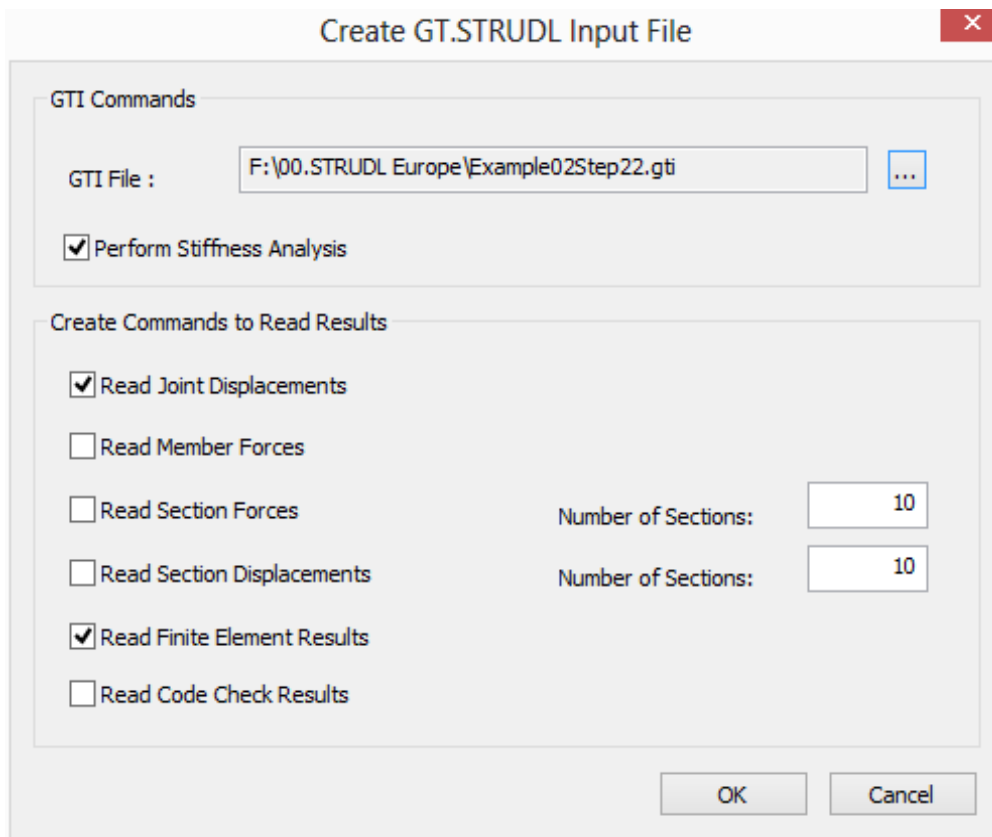 Create GT.STRUDL Input File
GTI Commands
GTI File :
F:\00.STRUDL Europe\Example02Step22.gti
...
Perform Stiffness Analysis
Create Commands to Read Results
Read Joint Displacements
Read Member Forces
Read Section Forces
Number of Sections:
10
Read Section Displacements
Number of Sections:
10
Read Finite Element Results
Read Code Check Results
OK
Cancel